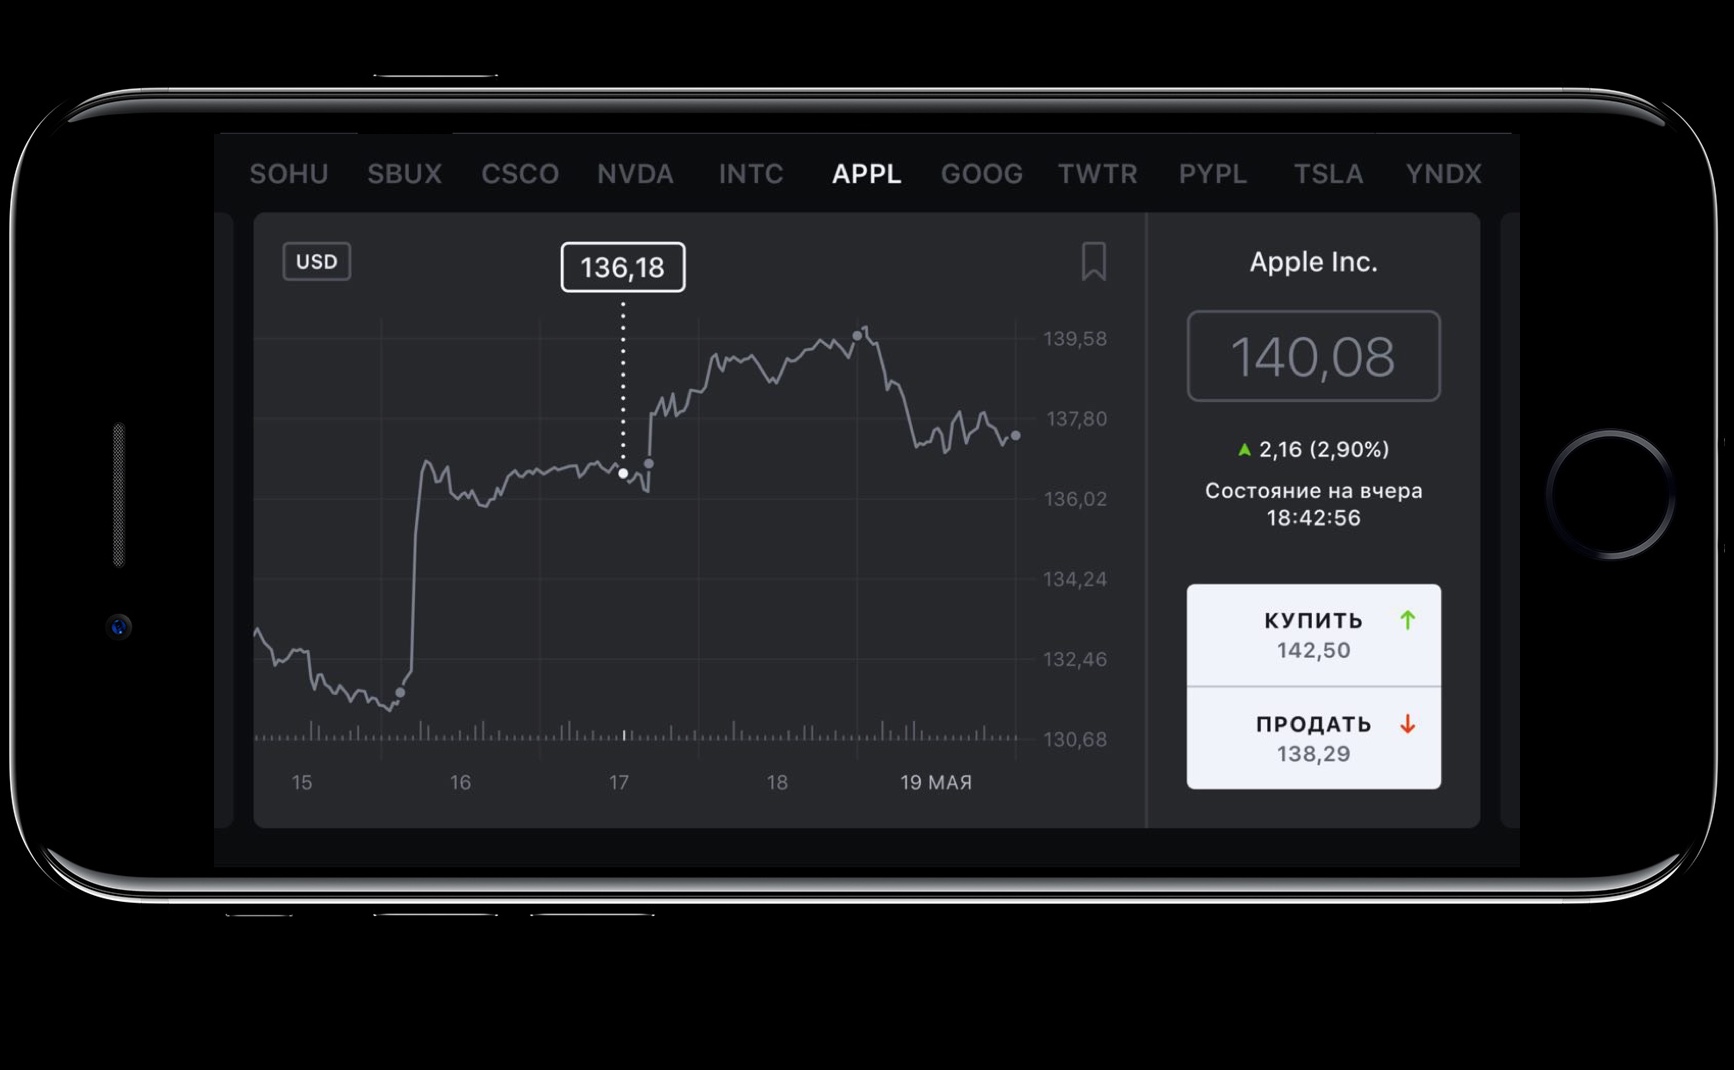 SOHU SBUX CSCO NVDA INTC APPL GOOG TWTR PYPL TSLA YNDX
USD
136,18
139,58
137,80
136,02
134,24
132,46
130,68
15 16 17 18 19 МАЯ
Apple Inc.
140,08
2,16 (2,90%)
Состояние на вчера
18:42:56
КУПИТЬ
142,50
ПРОДАТЬ
138,29